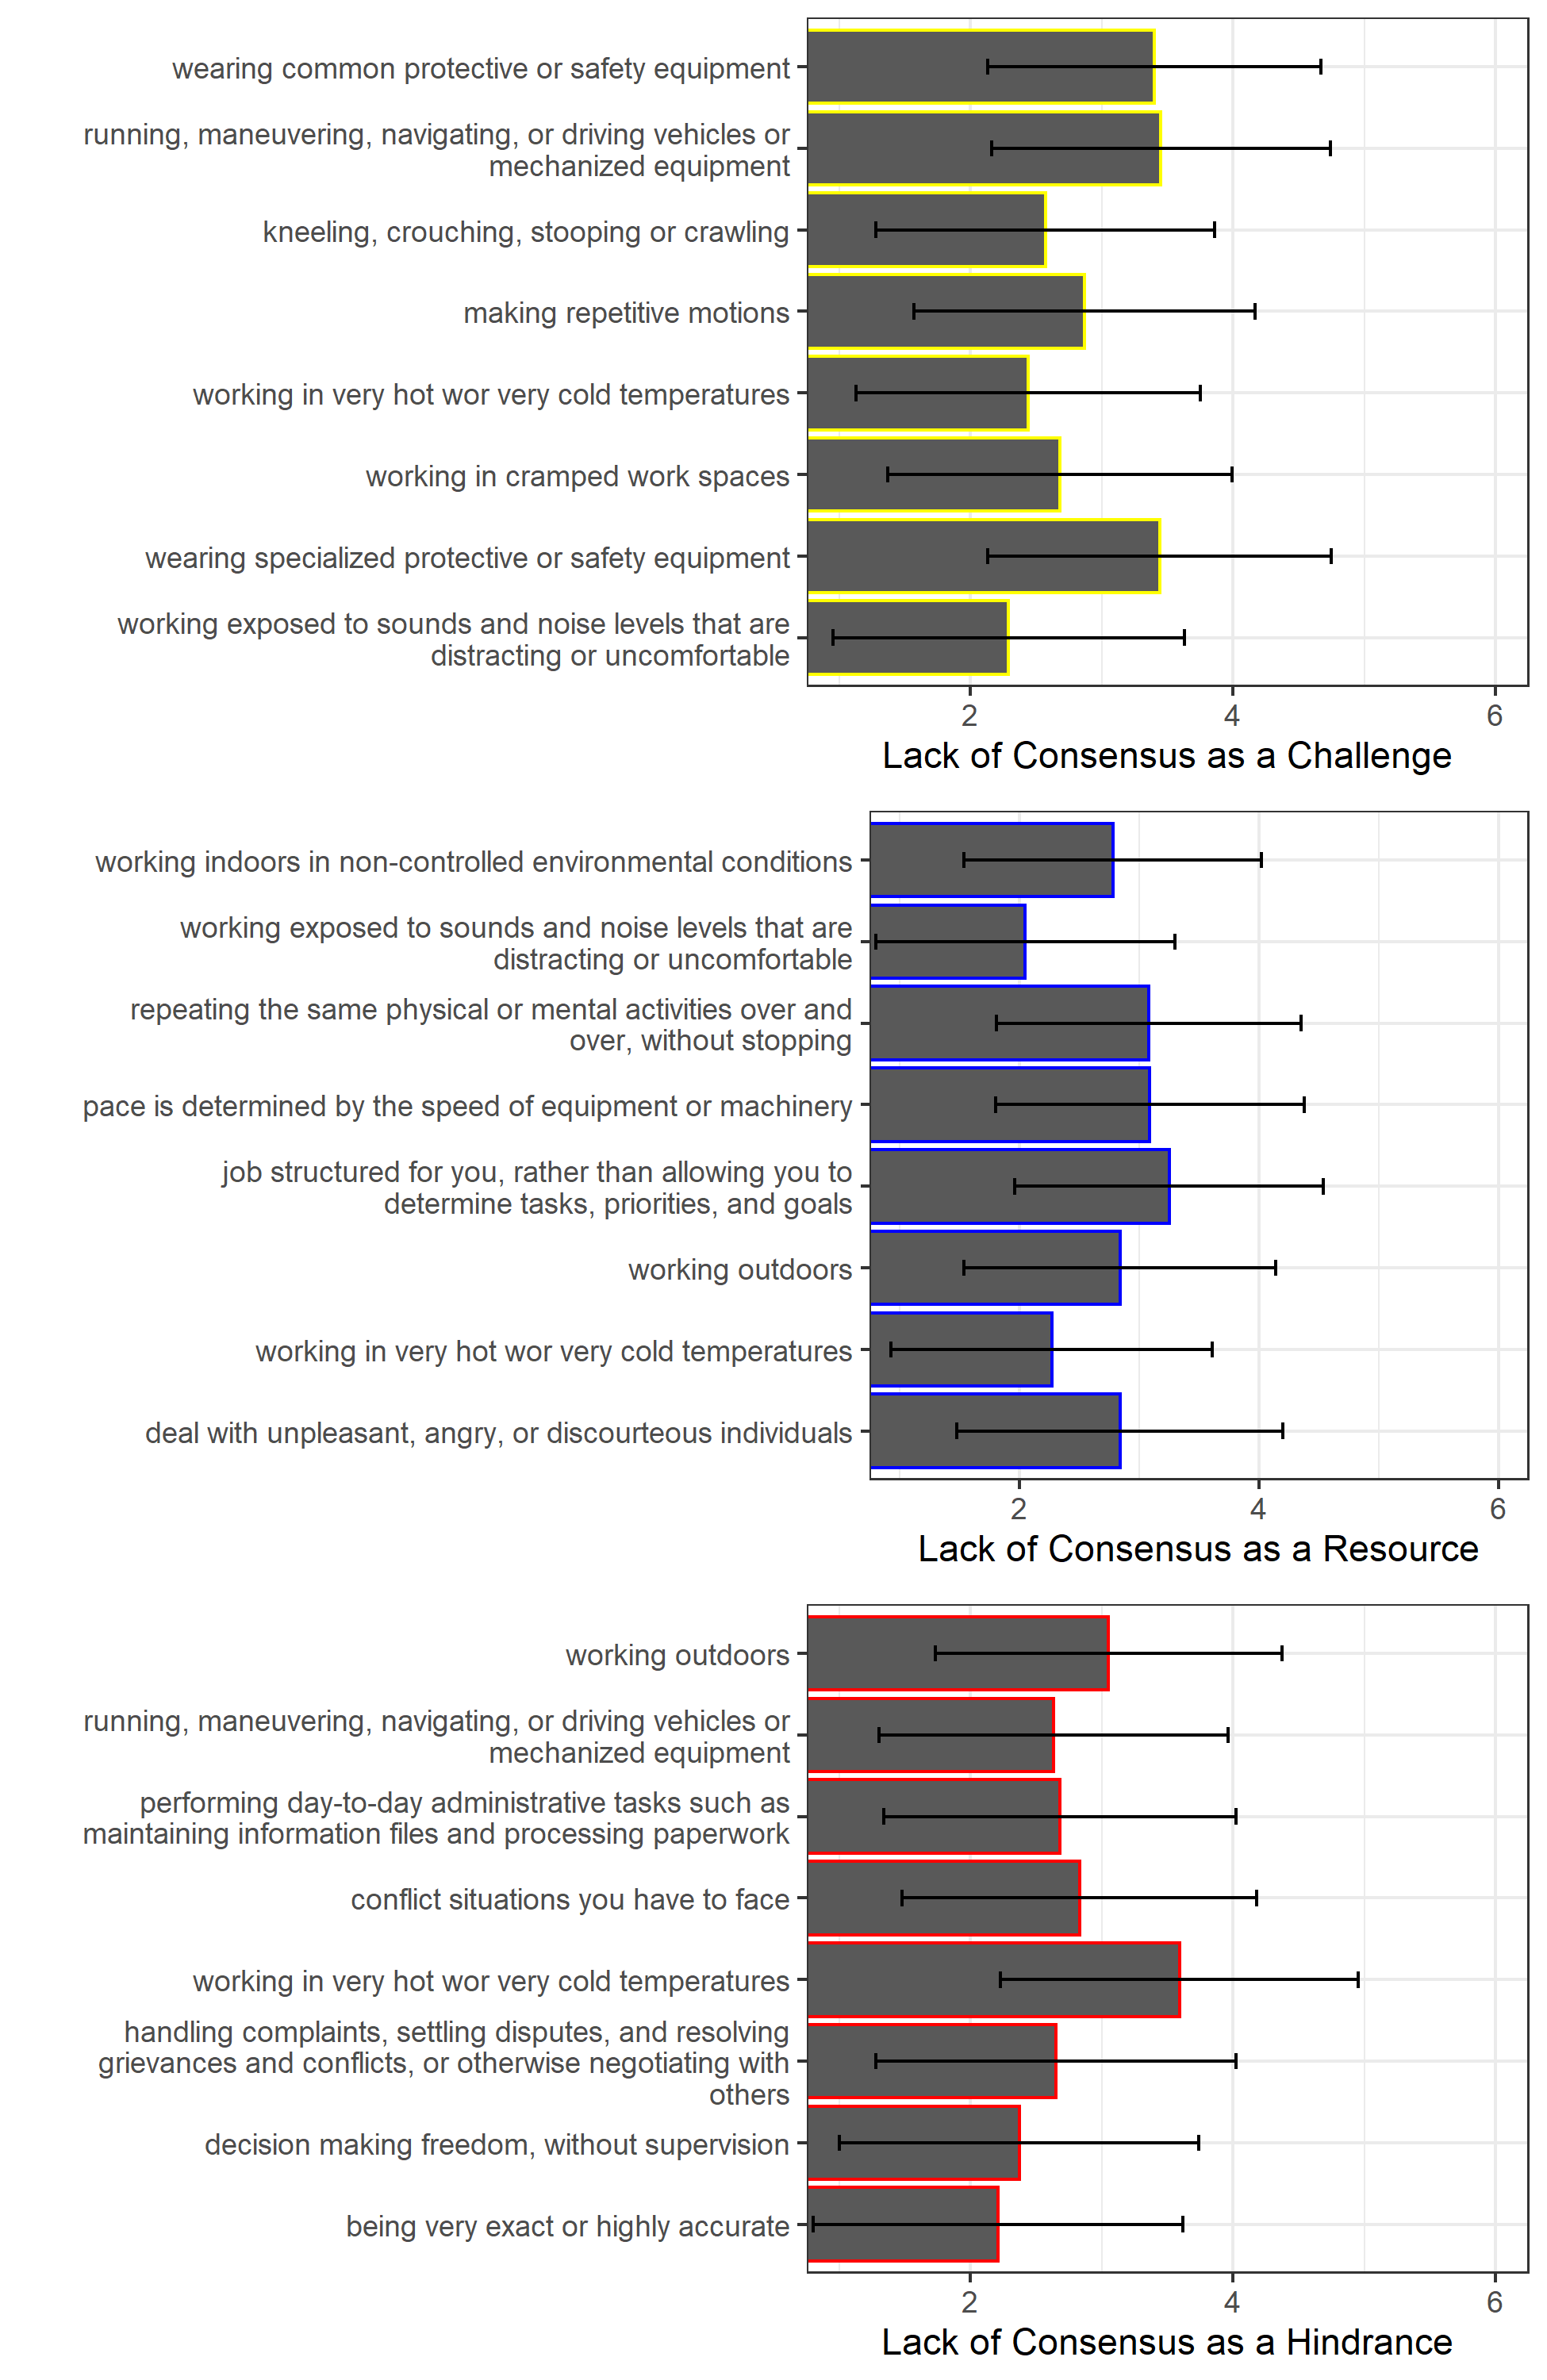 wearing common protective or safety equipment
running, maneuvering, navigating, or driving vehicles or
mechanized equipment
kneeling, crouching, stooping or crawling
making repetitive motions
working in very hot wor very cold temperatures
working in cramped work spaces
wearing specialized protective or safety equipment
working exposed to sounds and noise levels that are
distracting or uncomfortable
2 4 6
Lack of Consensus as a Challenge
working indoors in non-controlled environmental conditions
working exposed to sounds and noise levels that are
distracting or uncomfortable
repeating the same physical or mental activities over and
over, without stopping
pace is determined by the speed of equipment or machinery
job structured for you, rather than allowing you to
determine tasks, priorities, and goals
working outdoors
working in very hot wor very cold temperatures
deal with unpleasant, angry, or discourteous individuals
2 4 6
Lack of Consensus as a Resource
working outdoors
running, maneuvering, navigating, or driving vehicles or
mechanized equipment
performing day-to-day administrative tasks such as
maintaining information files and processing paperwork
conflict situations you have to face
working in very hot wor very cold temperatures
handling complaints, settling disputes, and resolving
grievances and conflicts, or otherwise negotiating with
others
decision making freedom, without supervision
being very exact or highly accurate
2 4 6
Lack of Consensus as a Hindrance